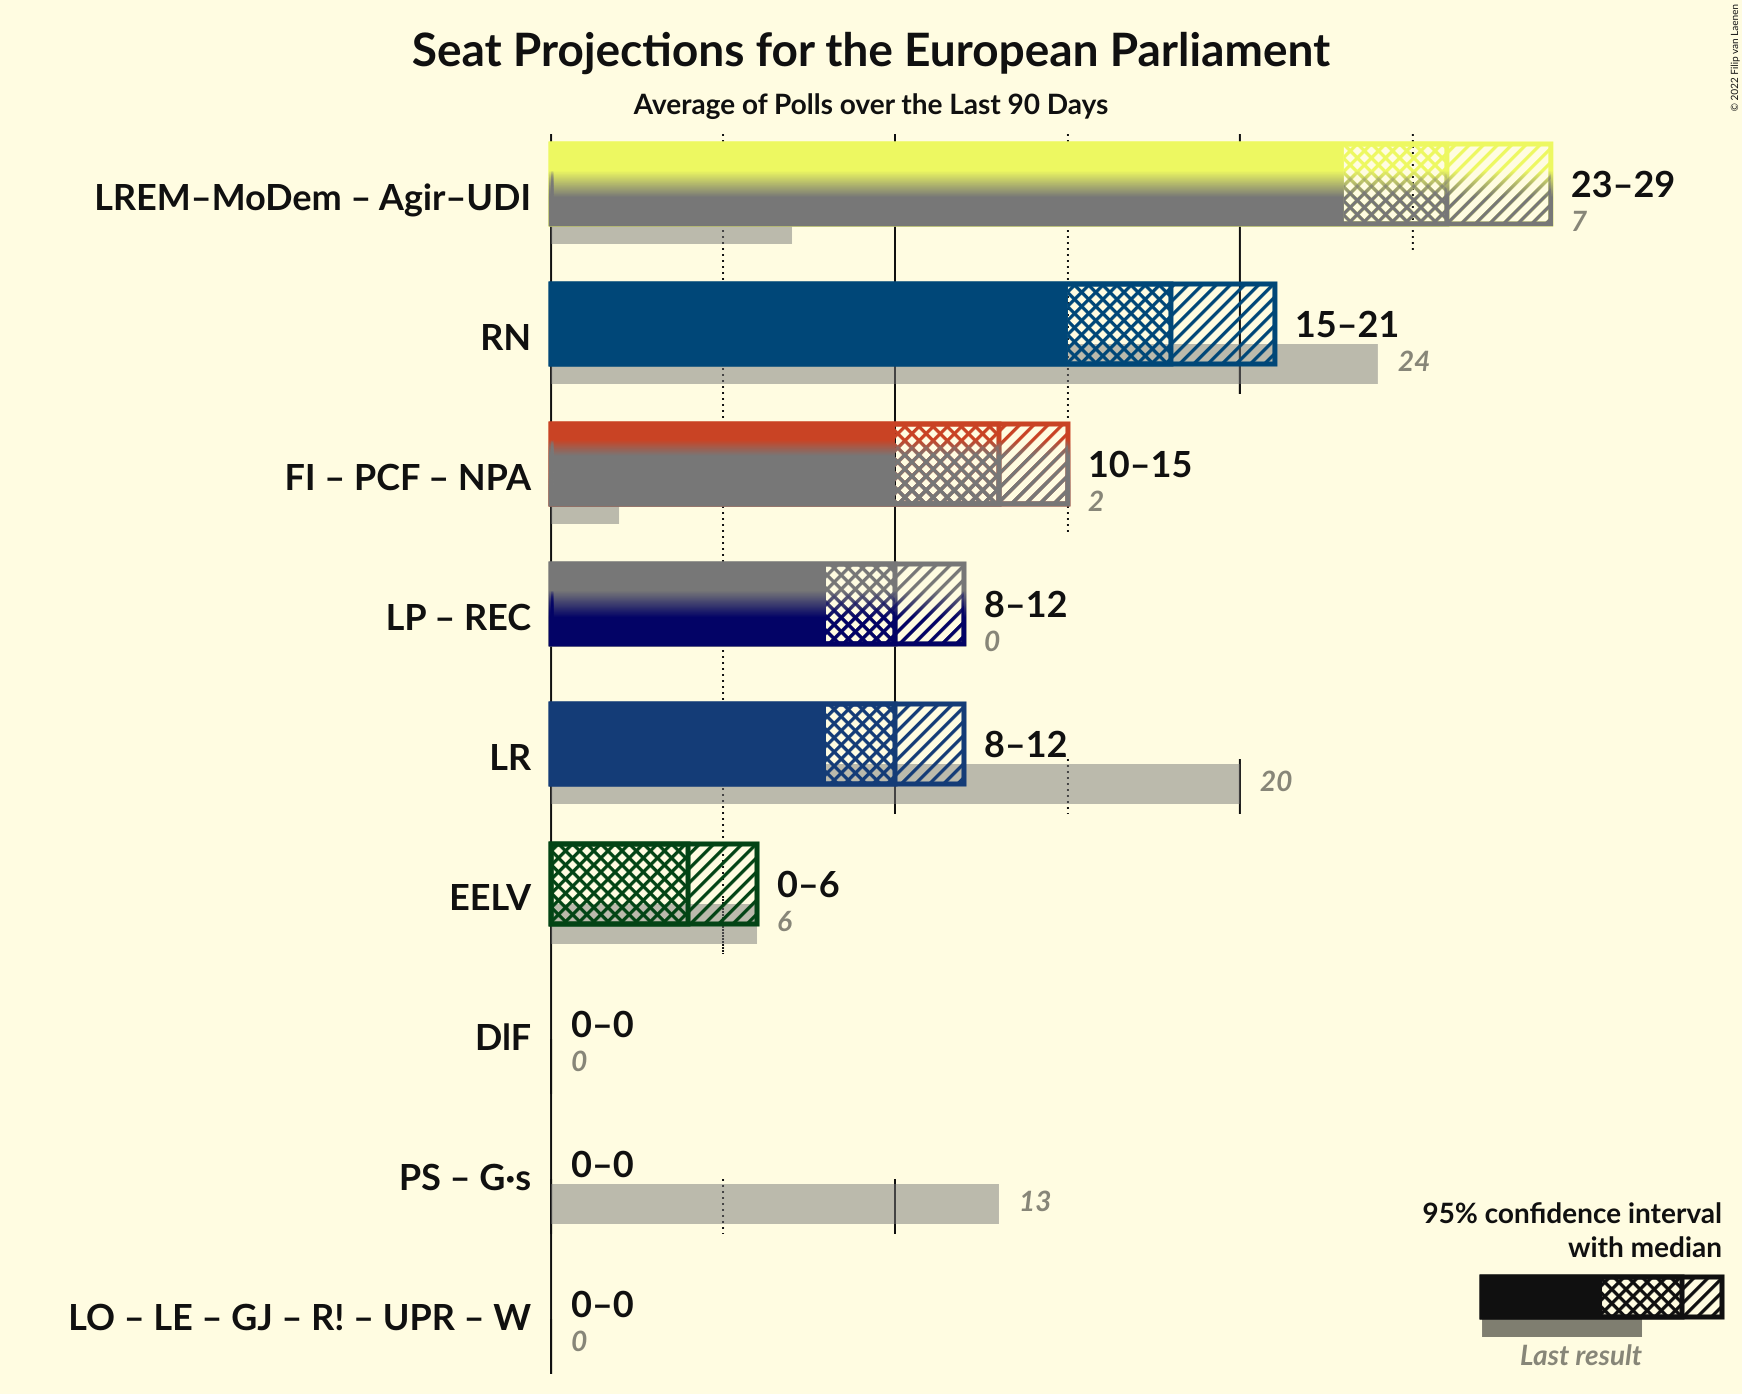 Seat Projections for the European Parliament
Average of Polls over the Last 90 Days
© 2022 Filip van Laenen
LREM–MoDem – Agir–UDI
23–29
7
RN
15–21
24
FI – PCF – NPA
10–15
2
LP – REC
8–12
0
LR
8–12
20
EELV
0–6
6
DlF
0–0
0
PS – G·s
0–0
13
LO – LE – GJ – R! – UPR – W
0–0
0
95% confidence interval
with median
Last result